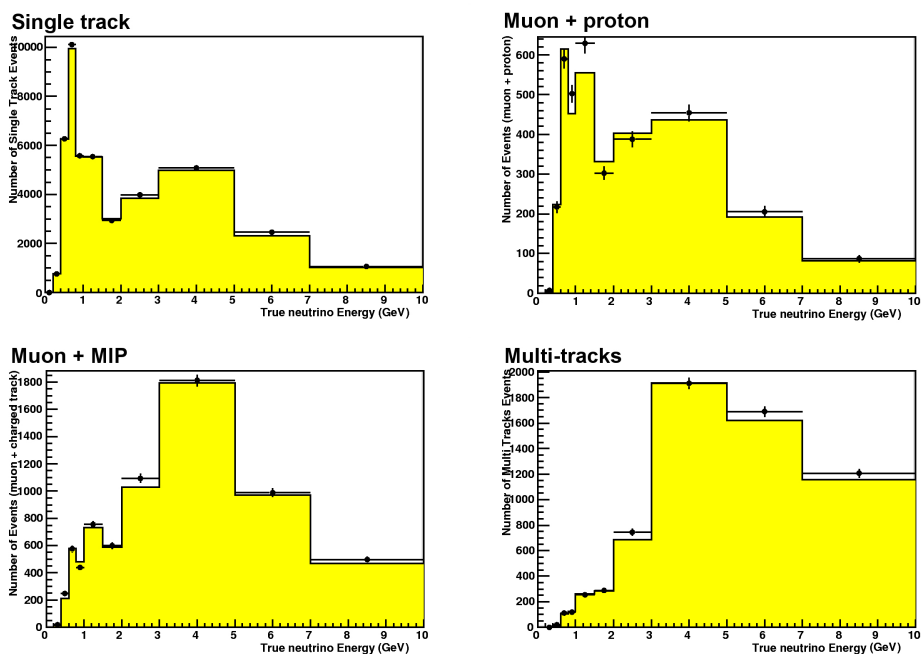 Single track
Number of Single Track Events
10000
8000
6000
4000
2000
0
0 1 2 3 4 5 6 7 8 9 10
True neutrino Energy (GeV)
Muon + proton
Number of Events (muon + proton)
600
500
400
300
200
100
0
0 1 2 3 4 5 6 7 8 9 10
True neutrino Energy (GeV)
Muon + MIP
Number of Events (muon + charged track)
1800
1600
1400
1200
1000
800
600
400
200
0
0 1 2 3 4 5 6 7 8 9 10
True neutrino Energy (GeV)
Multi-tracks
Number of Multi Tracks Events
2000
1800
1600
1400
1200
1000
800
600
400
200
0
0 1 2 3 4 5 6 7 8 9 10
True neutrino Energy (GeV)